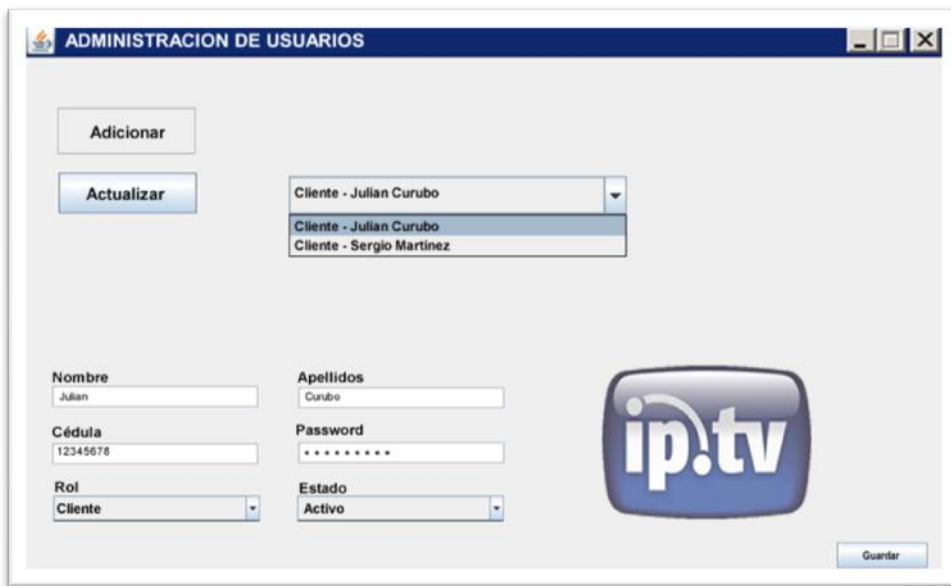 ADMINISTRACION DE USUARIOS
Adicionar
Actualizar
Cliente - Julian Curubo
Cliente - Julian Curubo
Cliente - Sergio Martinez
Nombre
Apellidos
Julian
Curubo
Cédula
Password
12345678
*********
Rol
Estado
Cliente
Activo
ip.tv
Guardar